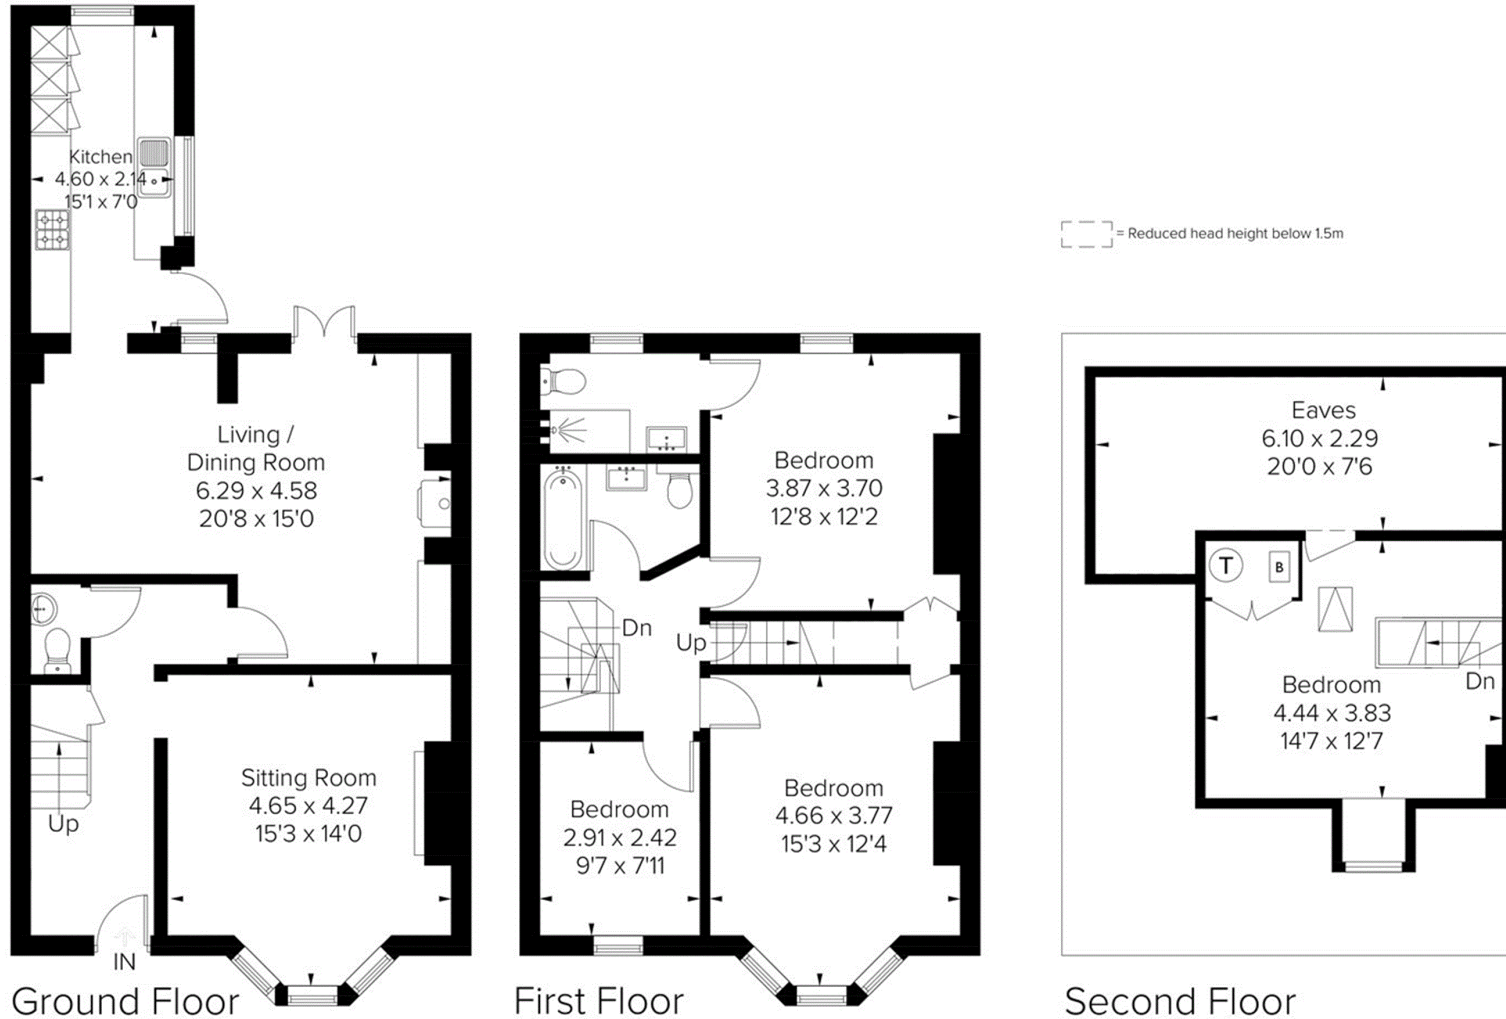 Kitchen
4.60 x 2.14
15'1 x 7'0
Living /
Dining Room
6.29 x 4.58
20'8 x 15'0
Sitting Room
4.65 x 4.27
15'3 x 14'0
Up
IN
Ground Floor
Bedroom
3.87 x 3.70
12'8 x 12'2
Dn
Up
Bedroom
2.91 x 2.42
9'7 x 7'11
Bedroom
4.66 x 3.77
15'3 x 12'4
First Floor
= Reduced head height below 1.5m
Eaves
6.10 x 2.29
20'0 x 7'6
T
B
Dn
Bedroom
4.44 x 3.83
14'7 x 12'7
Second Floor